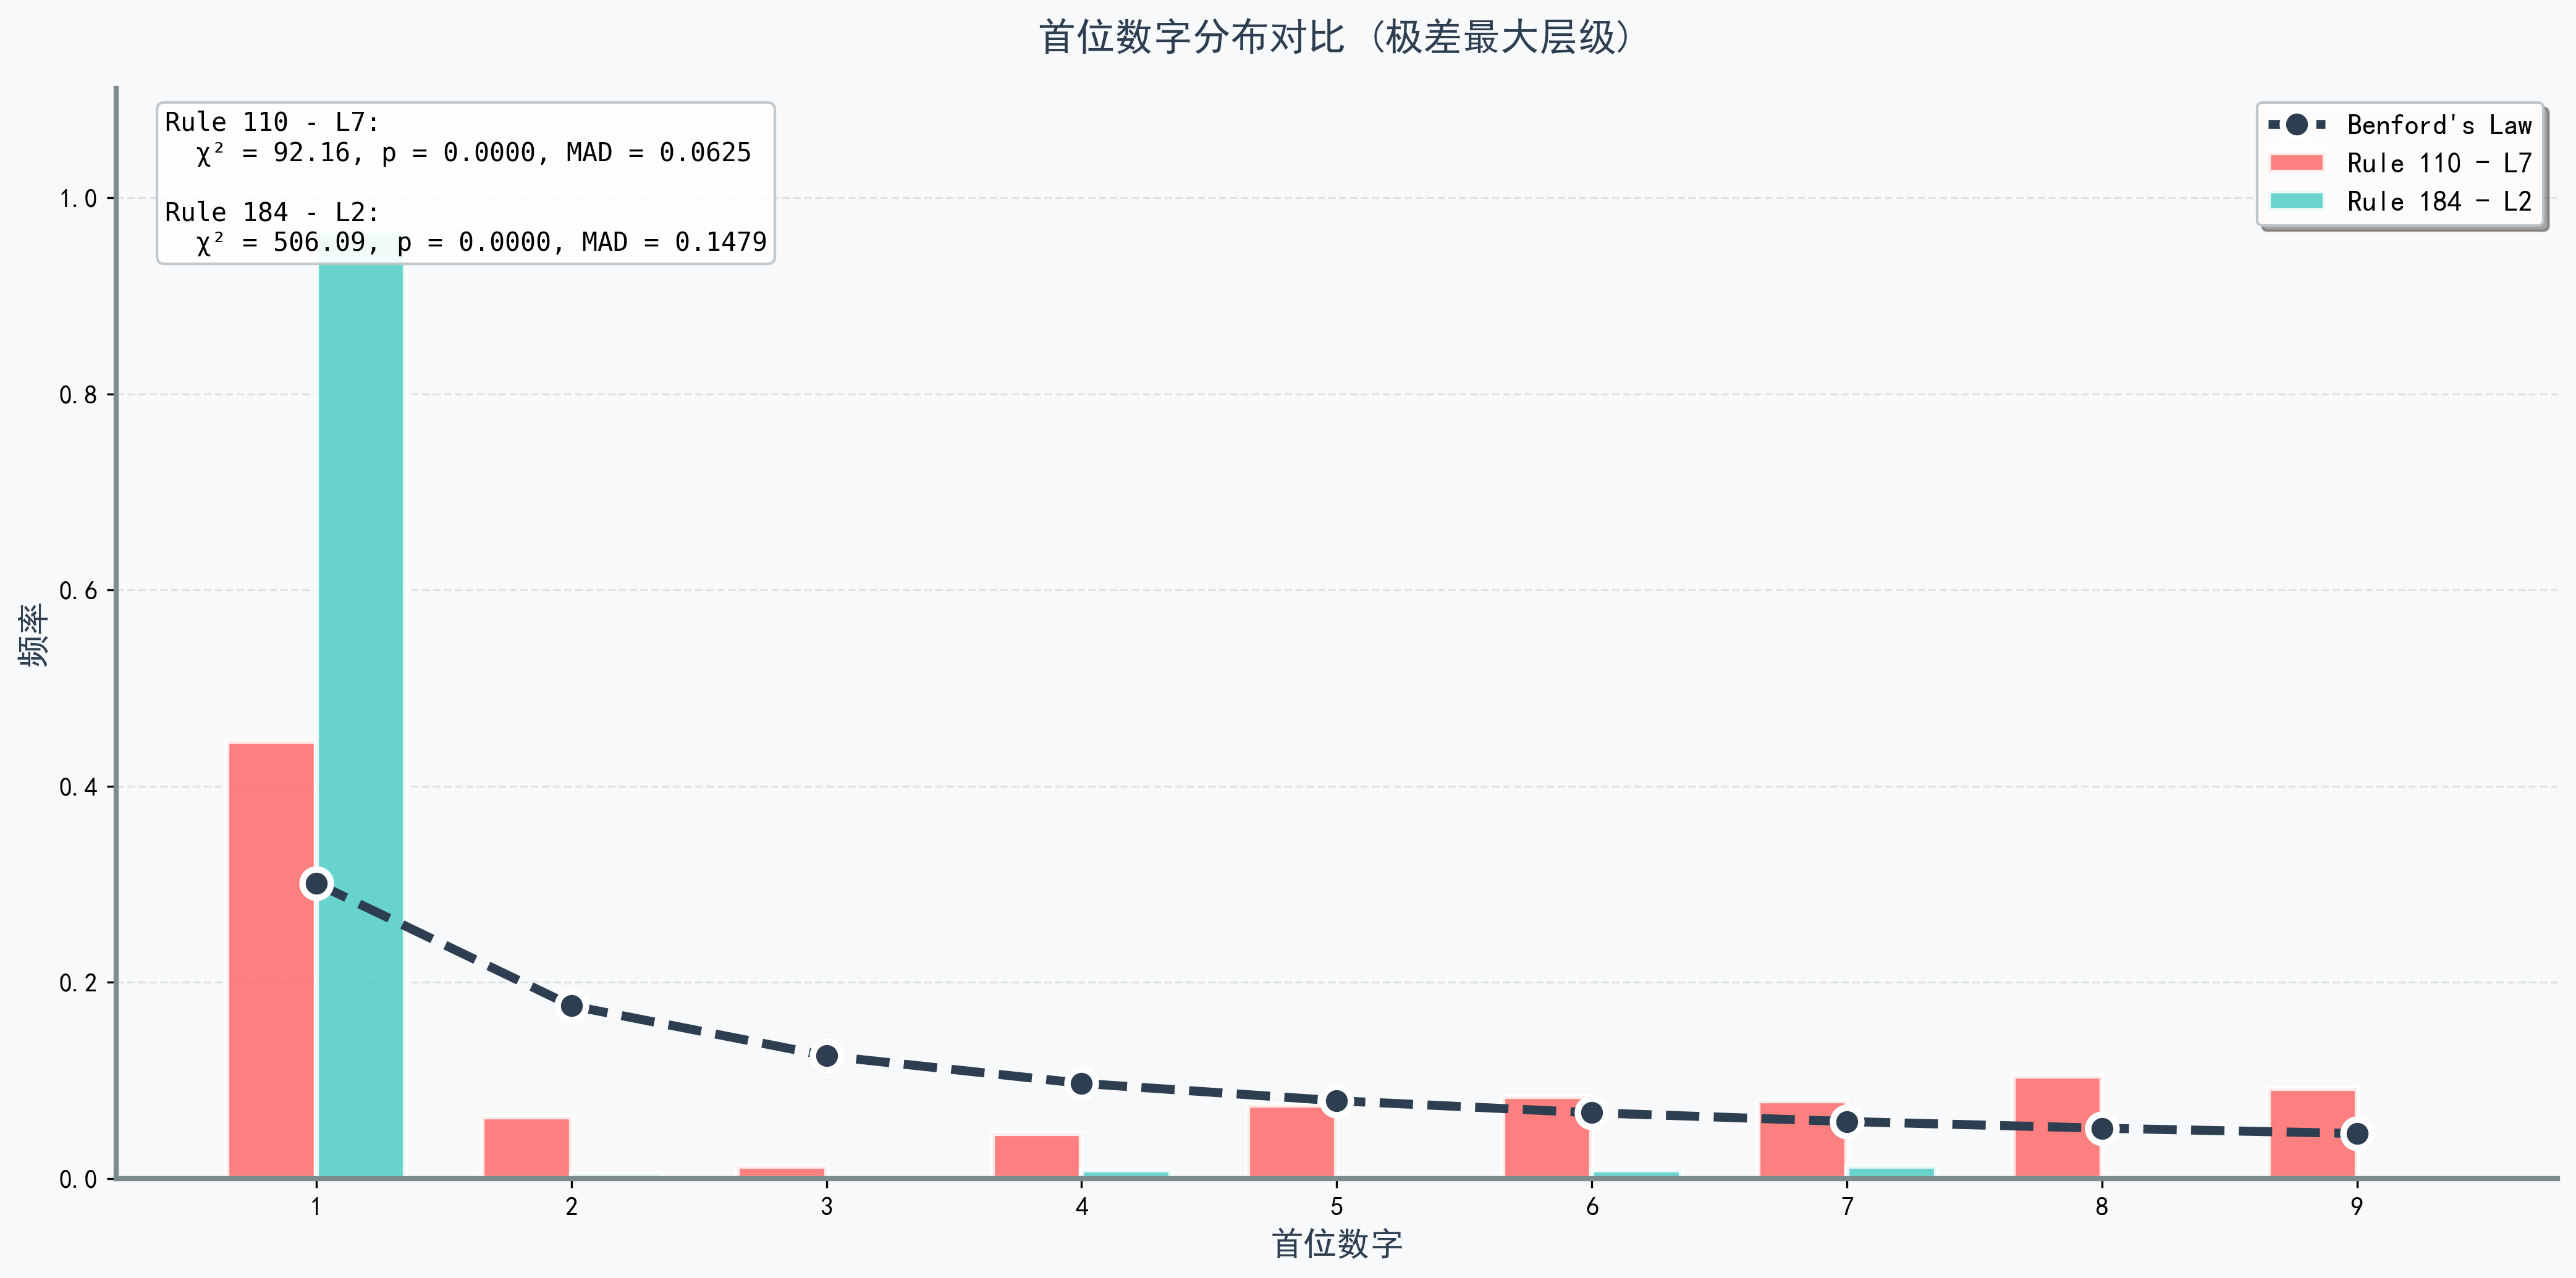 首位数字分布对比 (极差最大层级)
Rule 110 - L7:
χ² = 92.16, p = 0.0000, MAD = 0.0625
Rule 184 - L2:
χ² = 506.09, p = 0.0000, MAD = 0.1479
Benford's Law
Rule 110 - L7
Rule 184 - L2
1.0
0.8
0.6
0.4
0.2
0.0
频率
1 2 3 4 5 6 7 8 9
首位数字